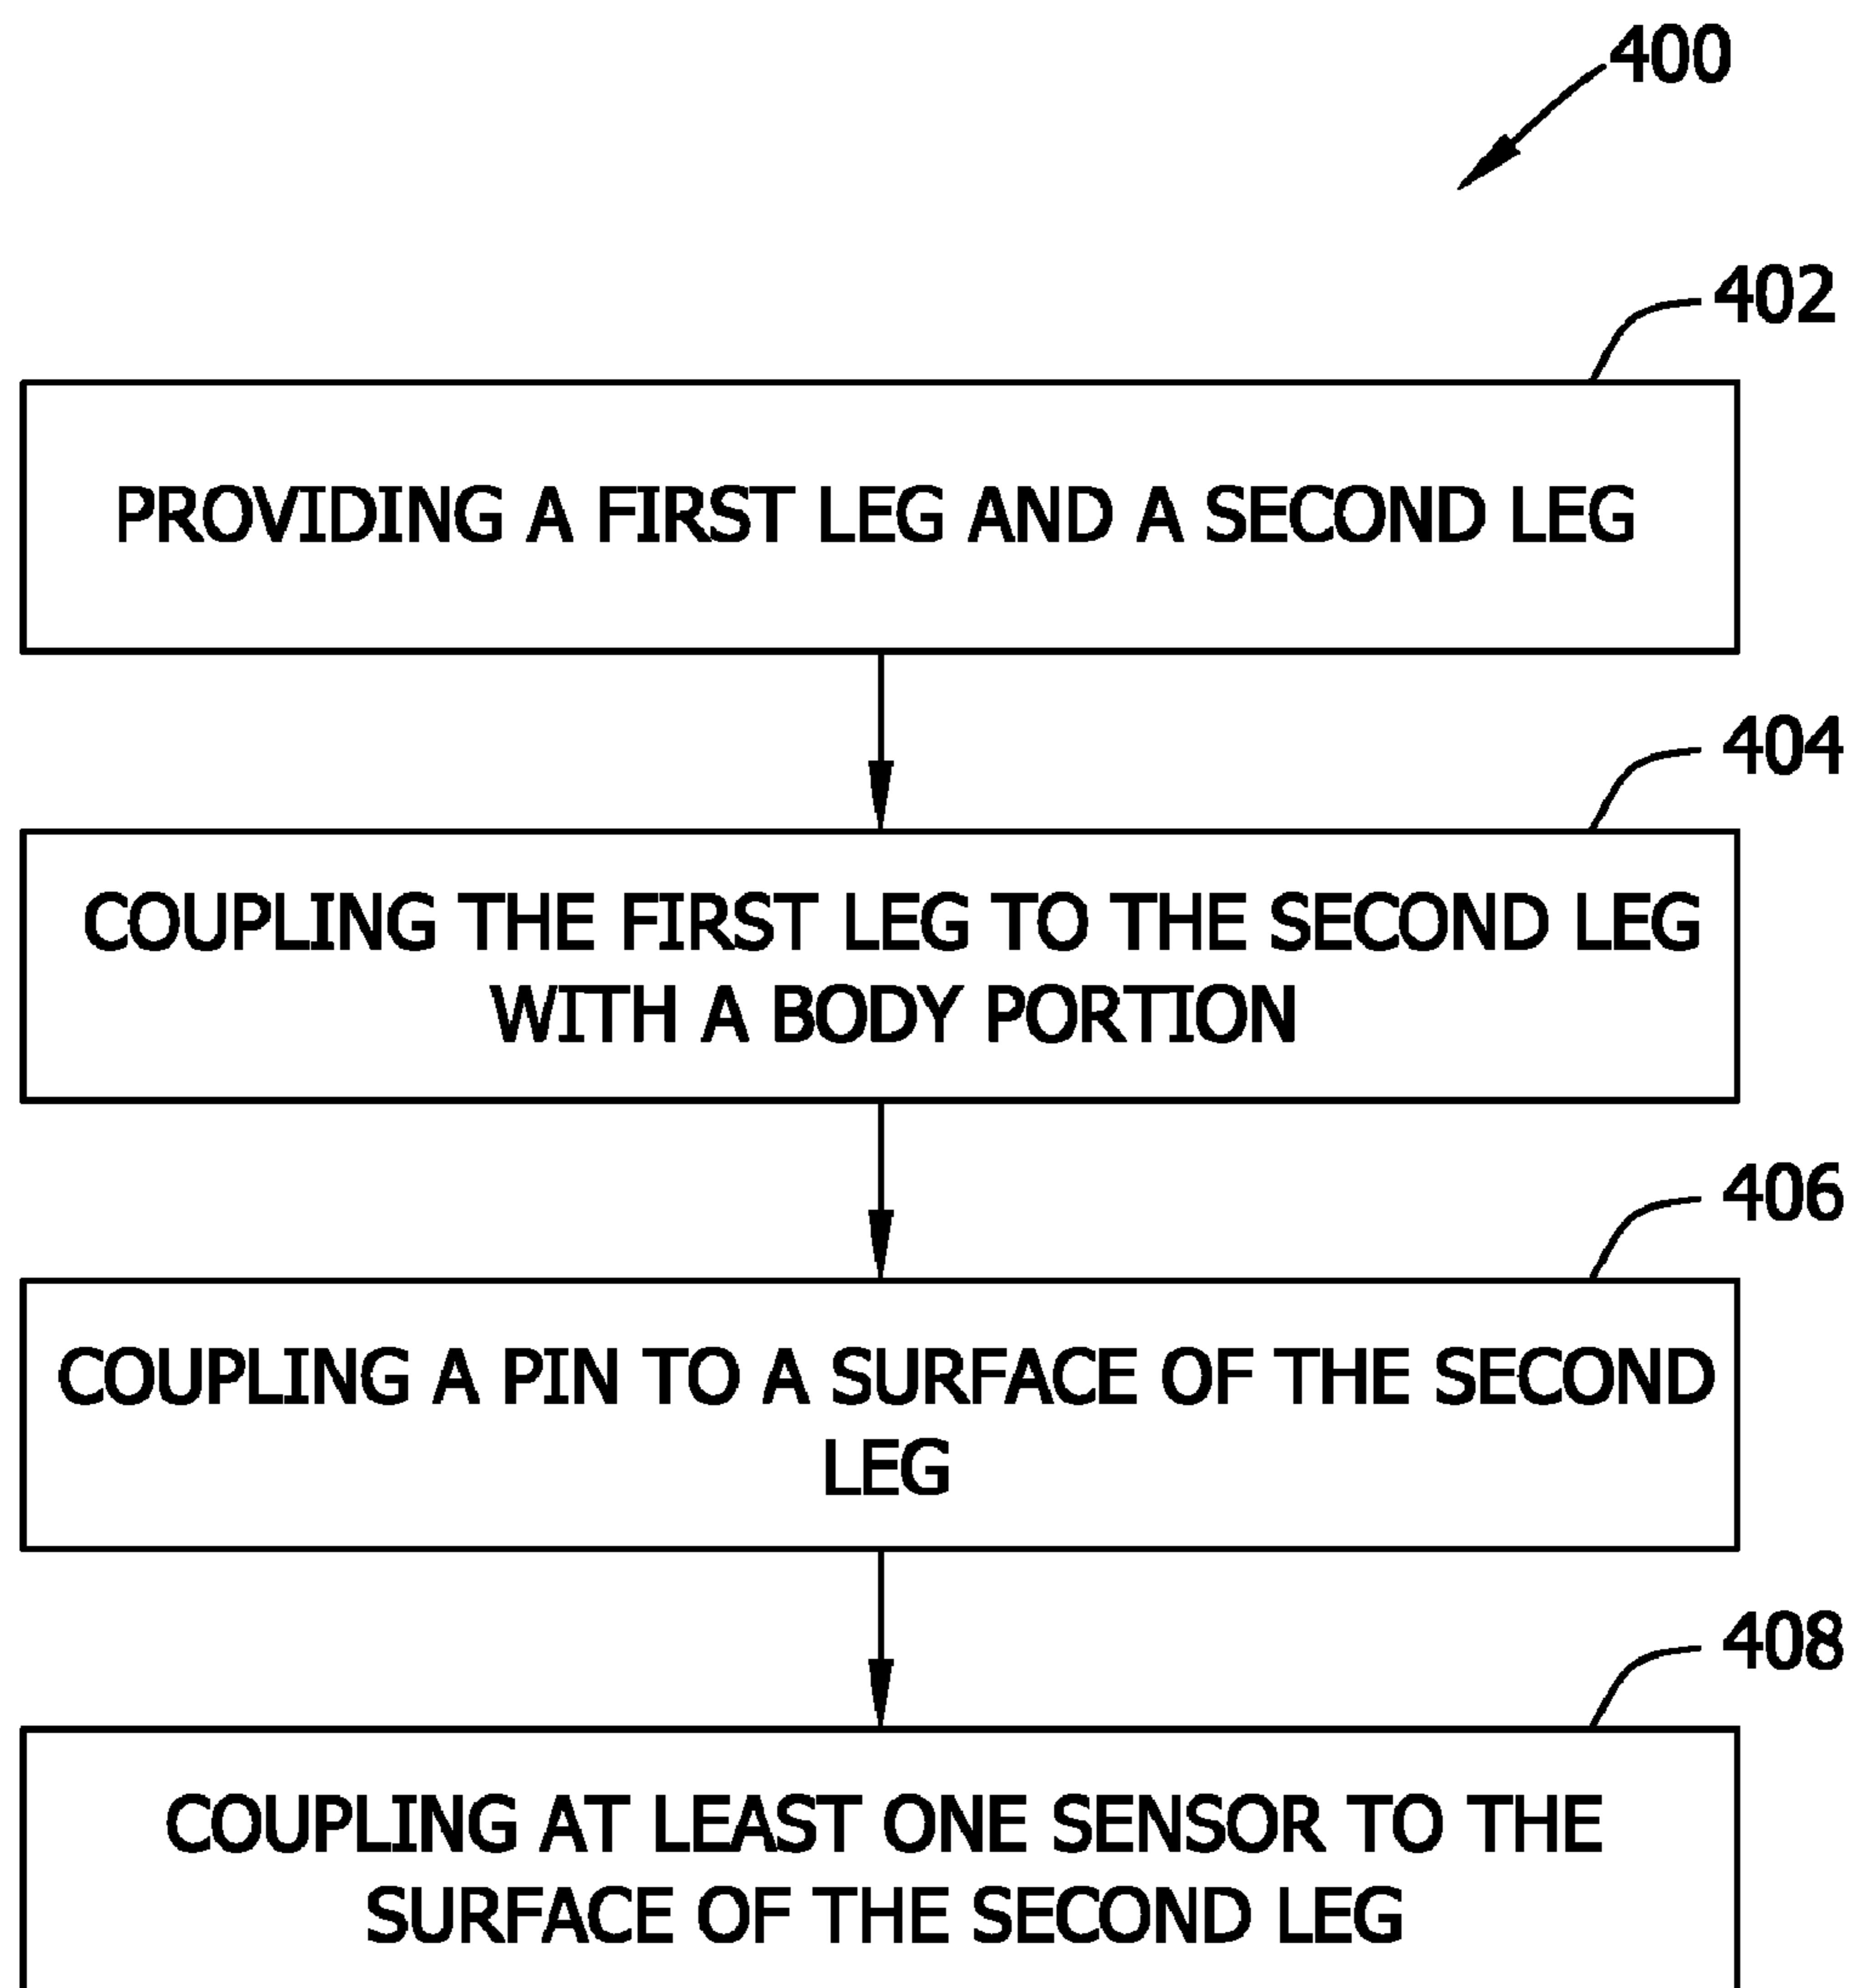 400
402
PROVIDING A FIRST LEG AND A SECOND LEG
404
COUPLING THE FIRST LEG TO THE SECOND LEG
WITH A BODY PORTION
406
COUPLING A PIN TO A SURFACE OF THE SECOND
LEG
408
COUPLING AT LEAST ONE SENSOR TO THE
SURFACE OF THE SECOND LEG